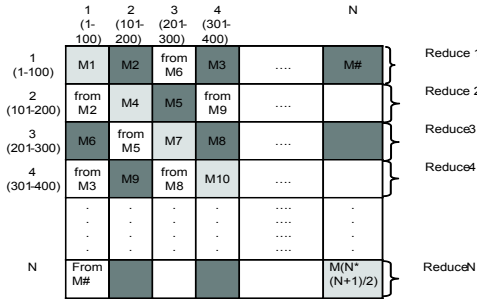 1 2 3 4 N
(1- (101- (201- (301-
100) 200) 300) 400)
1 M1 M2 from M3 .... M# Reduce 1
(1-100) M6
2 from M4 M5 from .... Reduce 2
(101-200) M2 M9
3 M6 from M7 M8 .... Reduce3
(201-300) M5
4 from M9 from M10 .... Reduce4
(301-400) M3 M8
. . . . .... .
. . . . .... .
. . . . .... .
N From M(N* ReduceN
M# (N+1)/2)